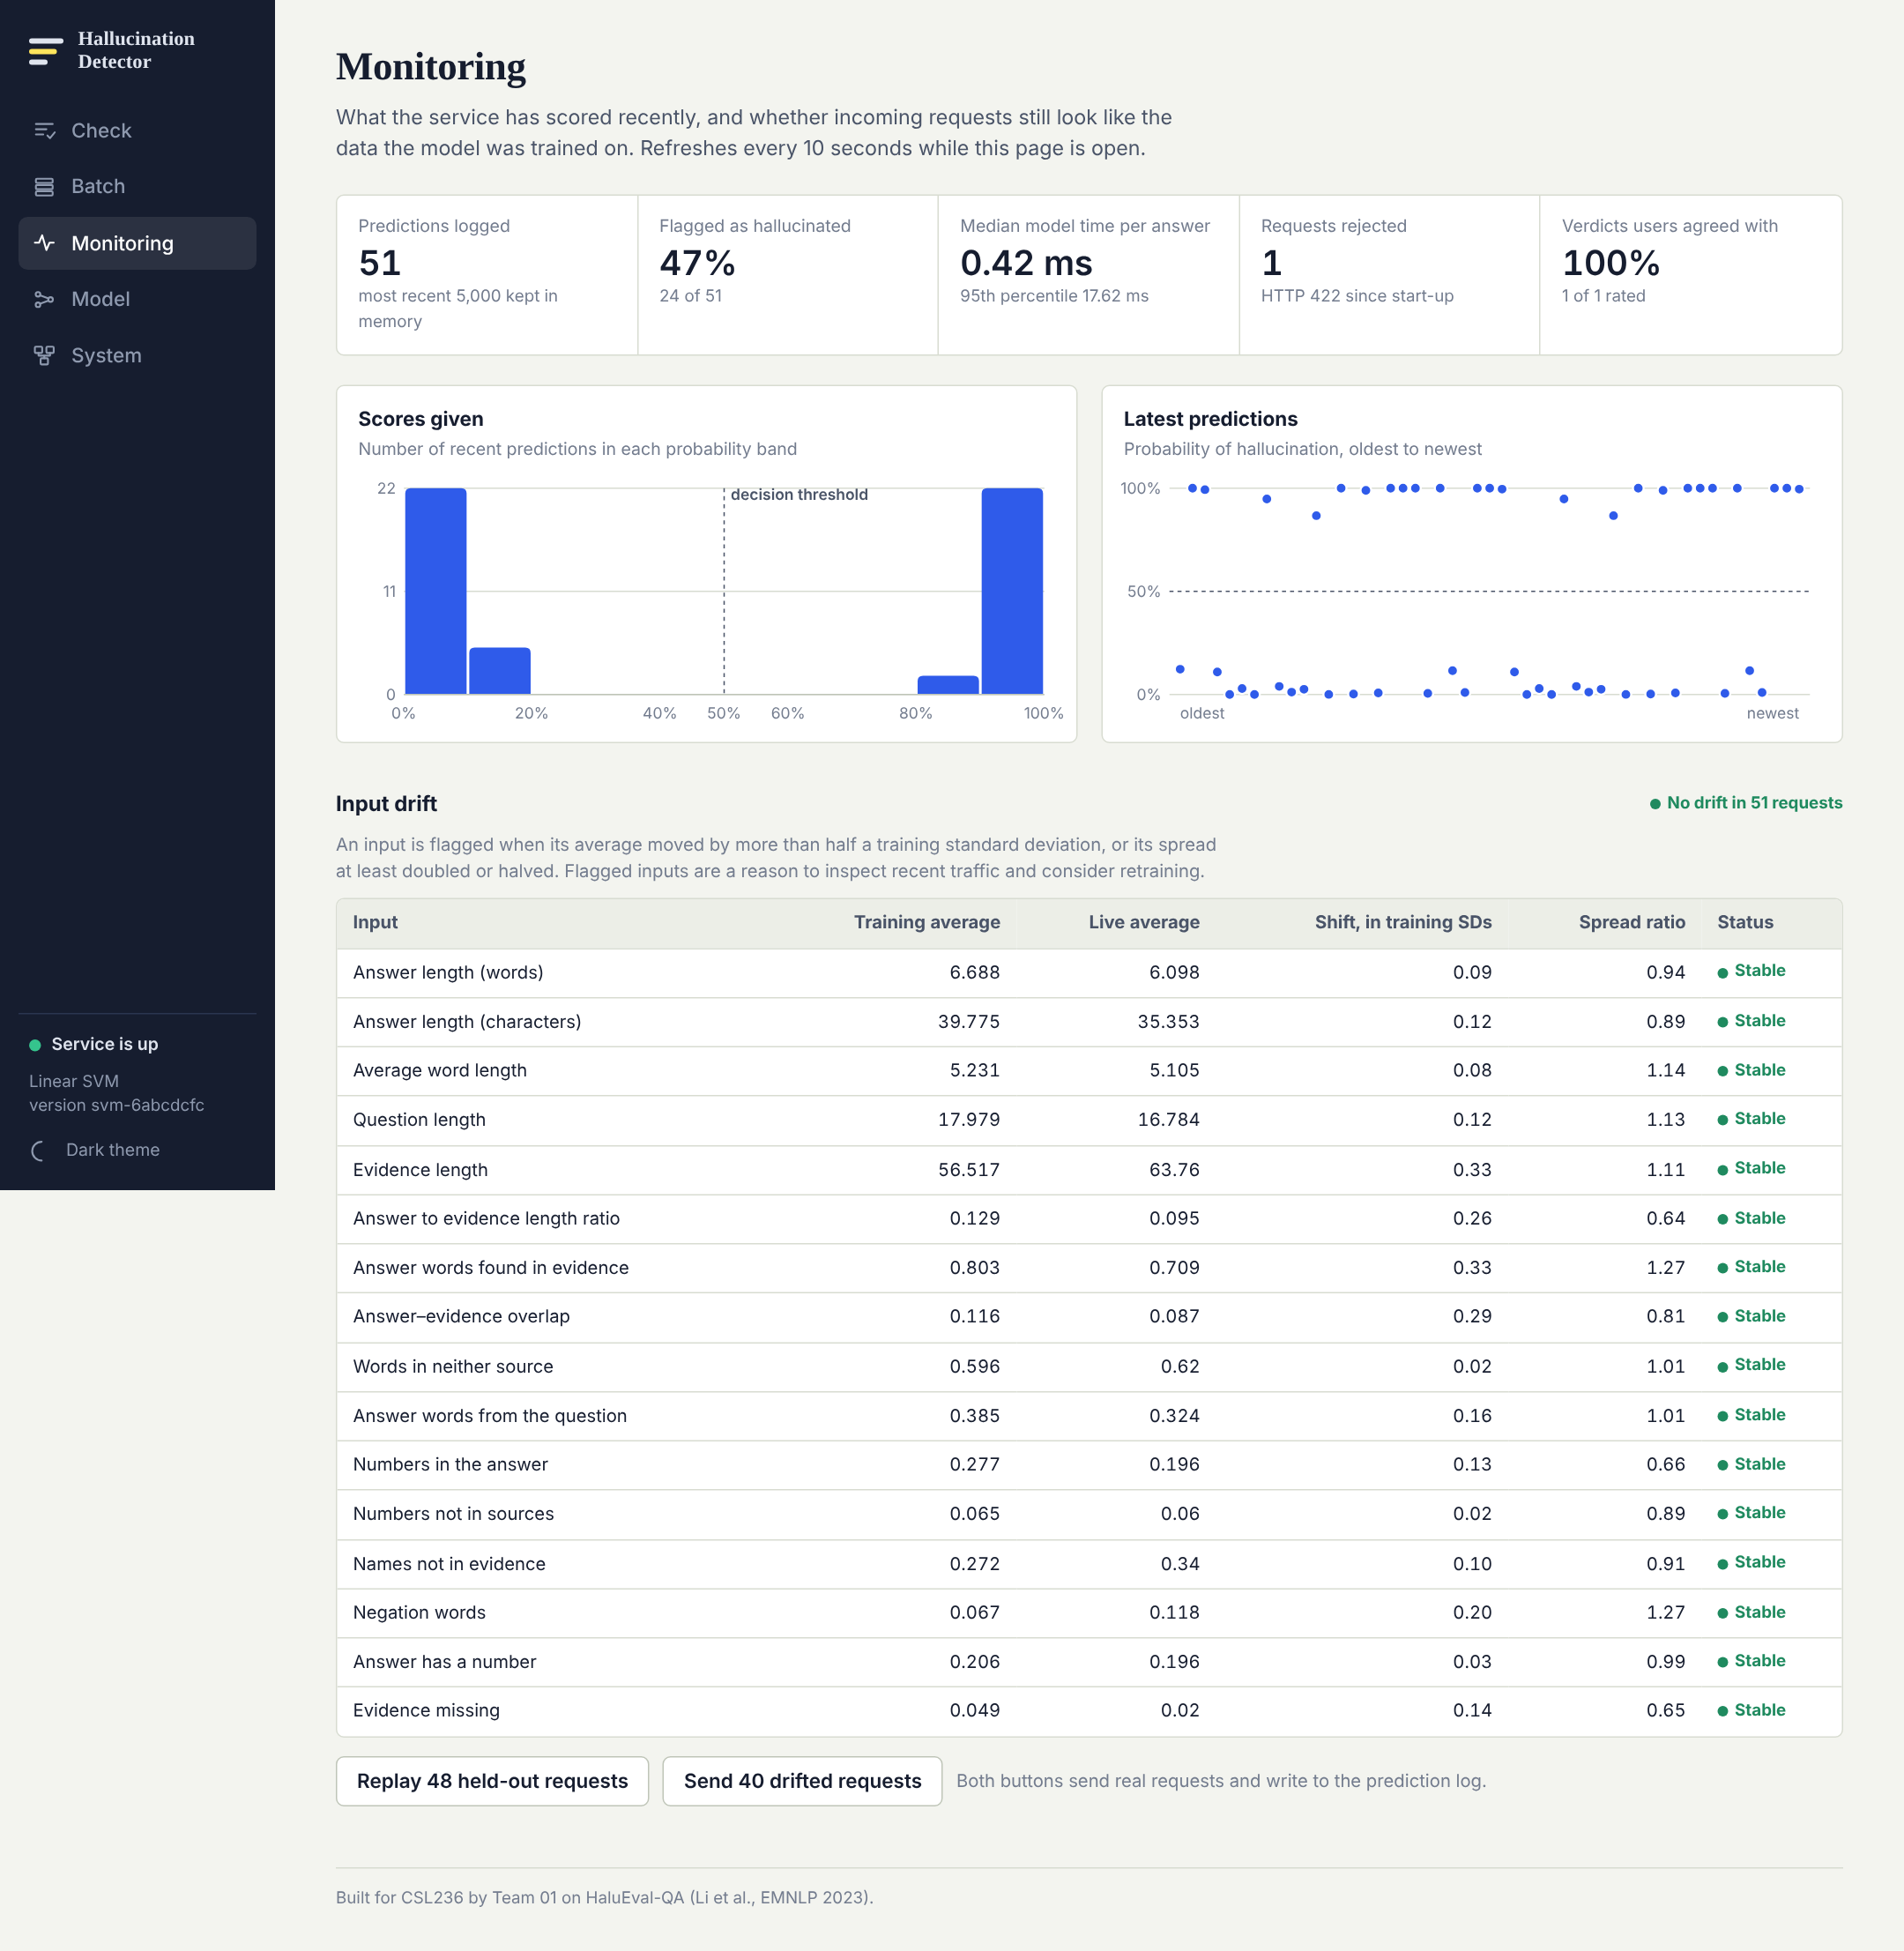 Hallucination
Detector
Check
Batch
Monitoring
Model
System
Service is up
Linear SVM
version svm-6abcdcfc
Dark theme
Monitoring
What the service has scored recently, and whether incoming requests still look like the
data the model was trained on. Refreshes every 10 seconds while this page is open.
Predictions logged
51
most recent 5,000 kept in
memory
Flagged as hallucinated
47%
24 of 51
Median model time per answer
0.42 ms
95th percentile 17.62 ms
Requests rejected
1
HTTP 422 since start-up
Verdicts users agreed with
100%
1 of 1 rated
Scores given
Number of recent predictions in each probability band
22
decision threshold
11
0
0% 20% 40% 50% 60% 80% 100%
Latest predictions
Probability of hallucination, oldest to newest
100%
50%
0%
oldest newest
Input drift
No drift in 51 requests
An input is flagged when its average moved by more than half a training standard deviation, or its spread
at least doubled or halved. Flagged inputs are a reason to inspect recent traffic and consider retraining.
Input Training average Live average Shift, in training SDs Spread ratio Status
Answer length (words) 6.688 6.098 0.09 0.94 Stable
Answer length (characters) 39.775 35.353 0.12 0.89 Stable
Average word length 5.231 5.105 0.08 1.14 Stable
Question length 17.979 16.784 0.12 1.13 Stable
Evidence length 56.517 63.76 0.33 1.11 Stable
Answer to evidence length ratio 0.129 0.095 0.26 0.64 Stable
Answer words found in evidence 0.803 0.709 0.33 1.27 Stable
Answer–evidence overlap 0.116 0.087 0.29 0.81 Stable
Words in neither source 0.596 0.62 0.02 1.01 Stable
Answer words from the question 0.385 0.324 0.16 1.01 Stable
Numbers in the answer 0.277 0.196 0.13 0.66 Stable
Numbers not in sources 0.065 0.06 0.02 0.89 Stable
Names not in evidence 0.272 0.34 0.10 0.91 Stable
Negation words 0.067 0.118 0.20 1.27 Stable
Answer has a number 0.206 0.196 0.03 0.99 Stable
Evidence missing 0.049 0.02 0.14 0.65 Stable
Replay 48 held-out requests Send 40 drifted requests Both buttons send real requests and write to the prediction log.
Built for CSL236 by Team 01 on HaluEval-QA (Li et al., EMNLP 2023).